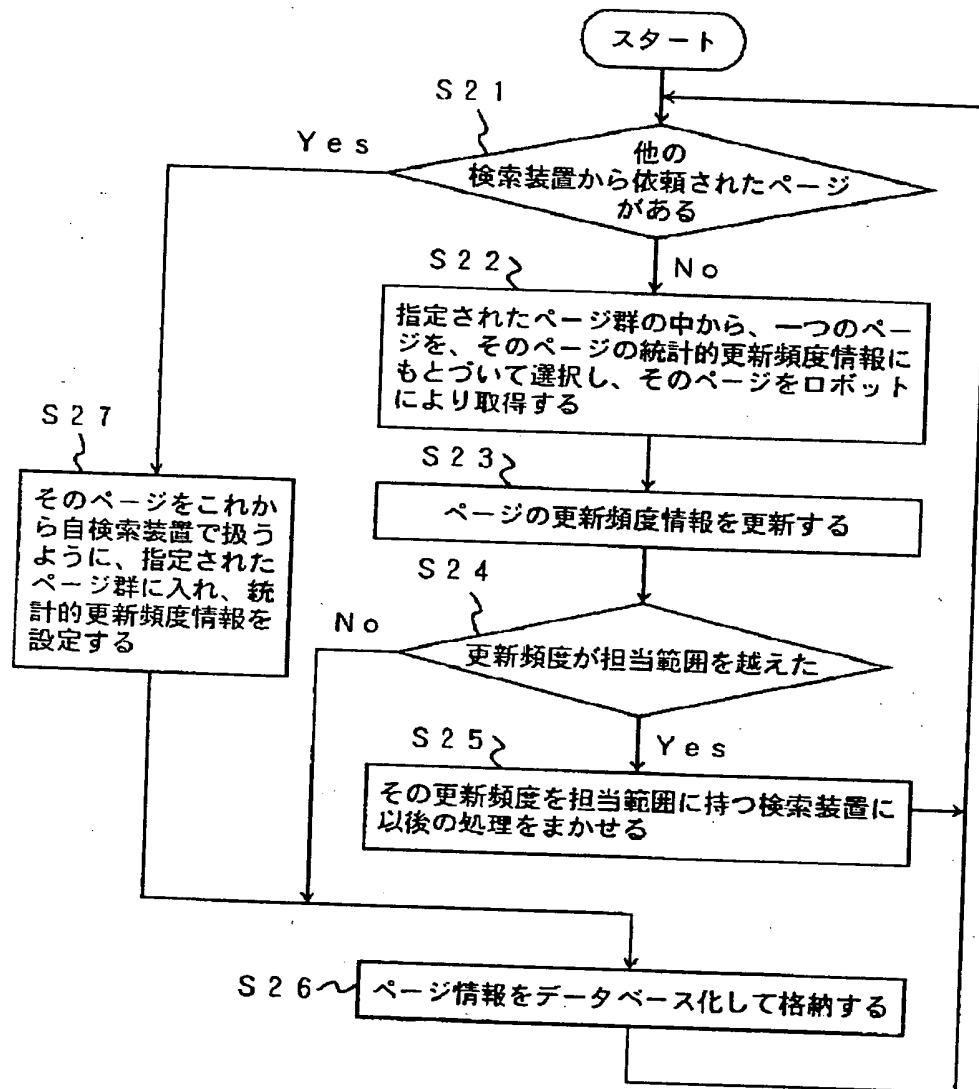 スタート
S21
Yes
他の
検索装置から依頼されたページ
がある
S22
No
指定されたページ群の中から、一つのペー
ジを、そのページの統計的更新頻度情報に
もとづいて選択し、そのページをロボット
により取得する
S27
S23
そのページをこれか
ら自検索装置で扱う
ように、指定された
ページ群に入れ、統
計的更新頻度情報を
設定する
ページの更新頻度情報を更新する
S24
No
更新頻度が担当範囲を越えた
S25
Yes
その更新頻度を担当範囲に持つ検索装置に
以後の処理をまかせる
S26
ページ情報をデータベース化して格納する